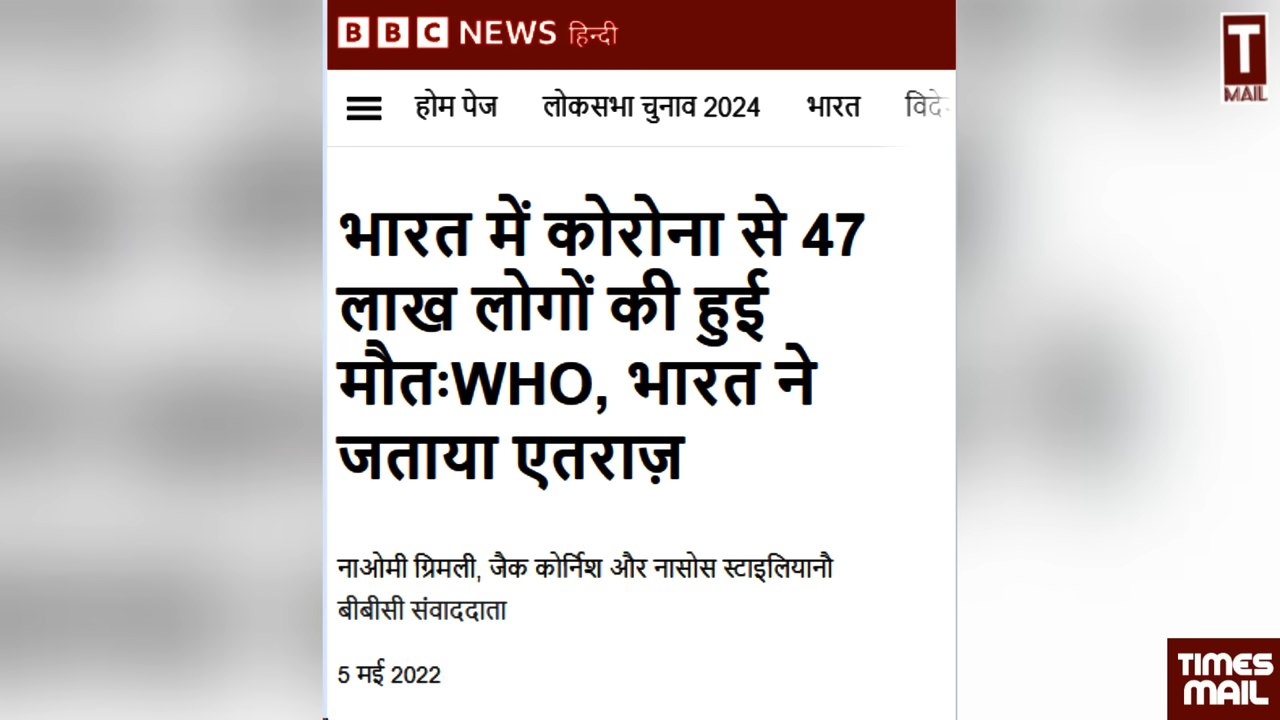 BBC NEWS हिन्दी
T
MAIL
होम पेज लोकसभा चुनाव 2024 भारत
भारत में कोरोना से 47
लाख लोगों की हुई
मौतःWHO, भारत ने
जताया एतराज़
नाओमी ग्रिमली, जैक कोर्निश और नासोस स्टाइलियानौ
बीबीसी संवाददाता
5 मई 2022
TIMES
MAIL